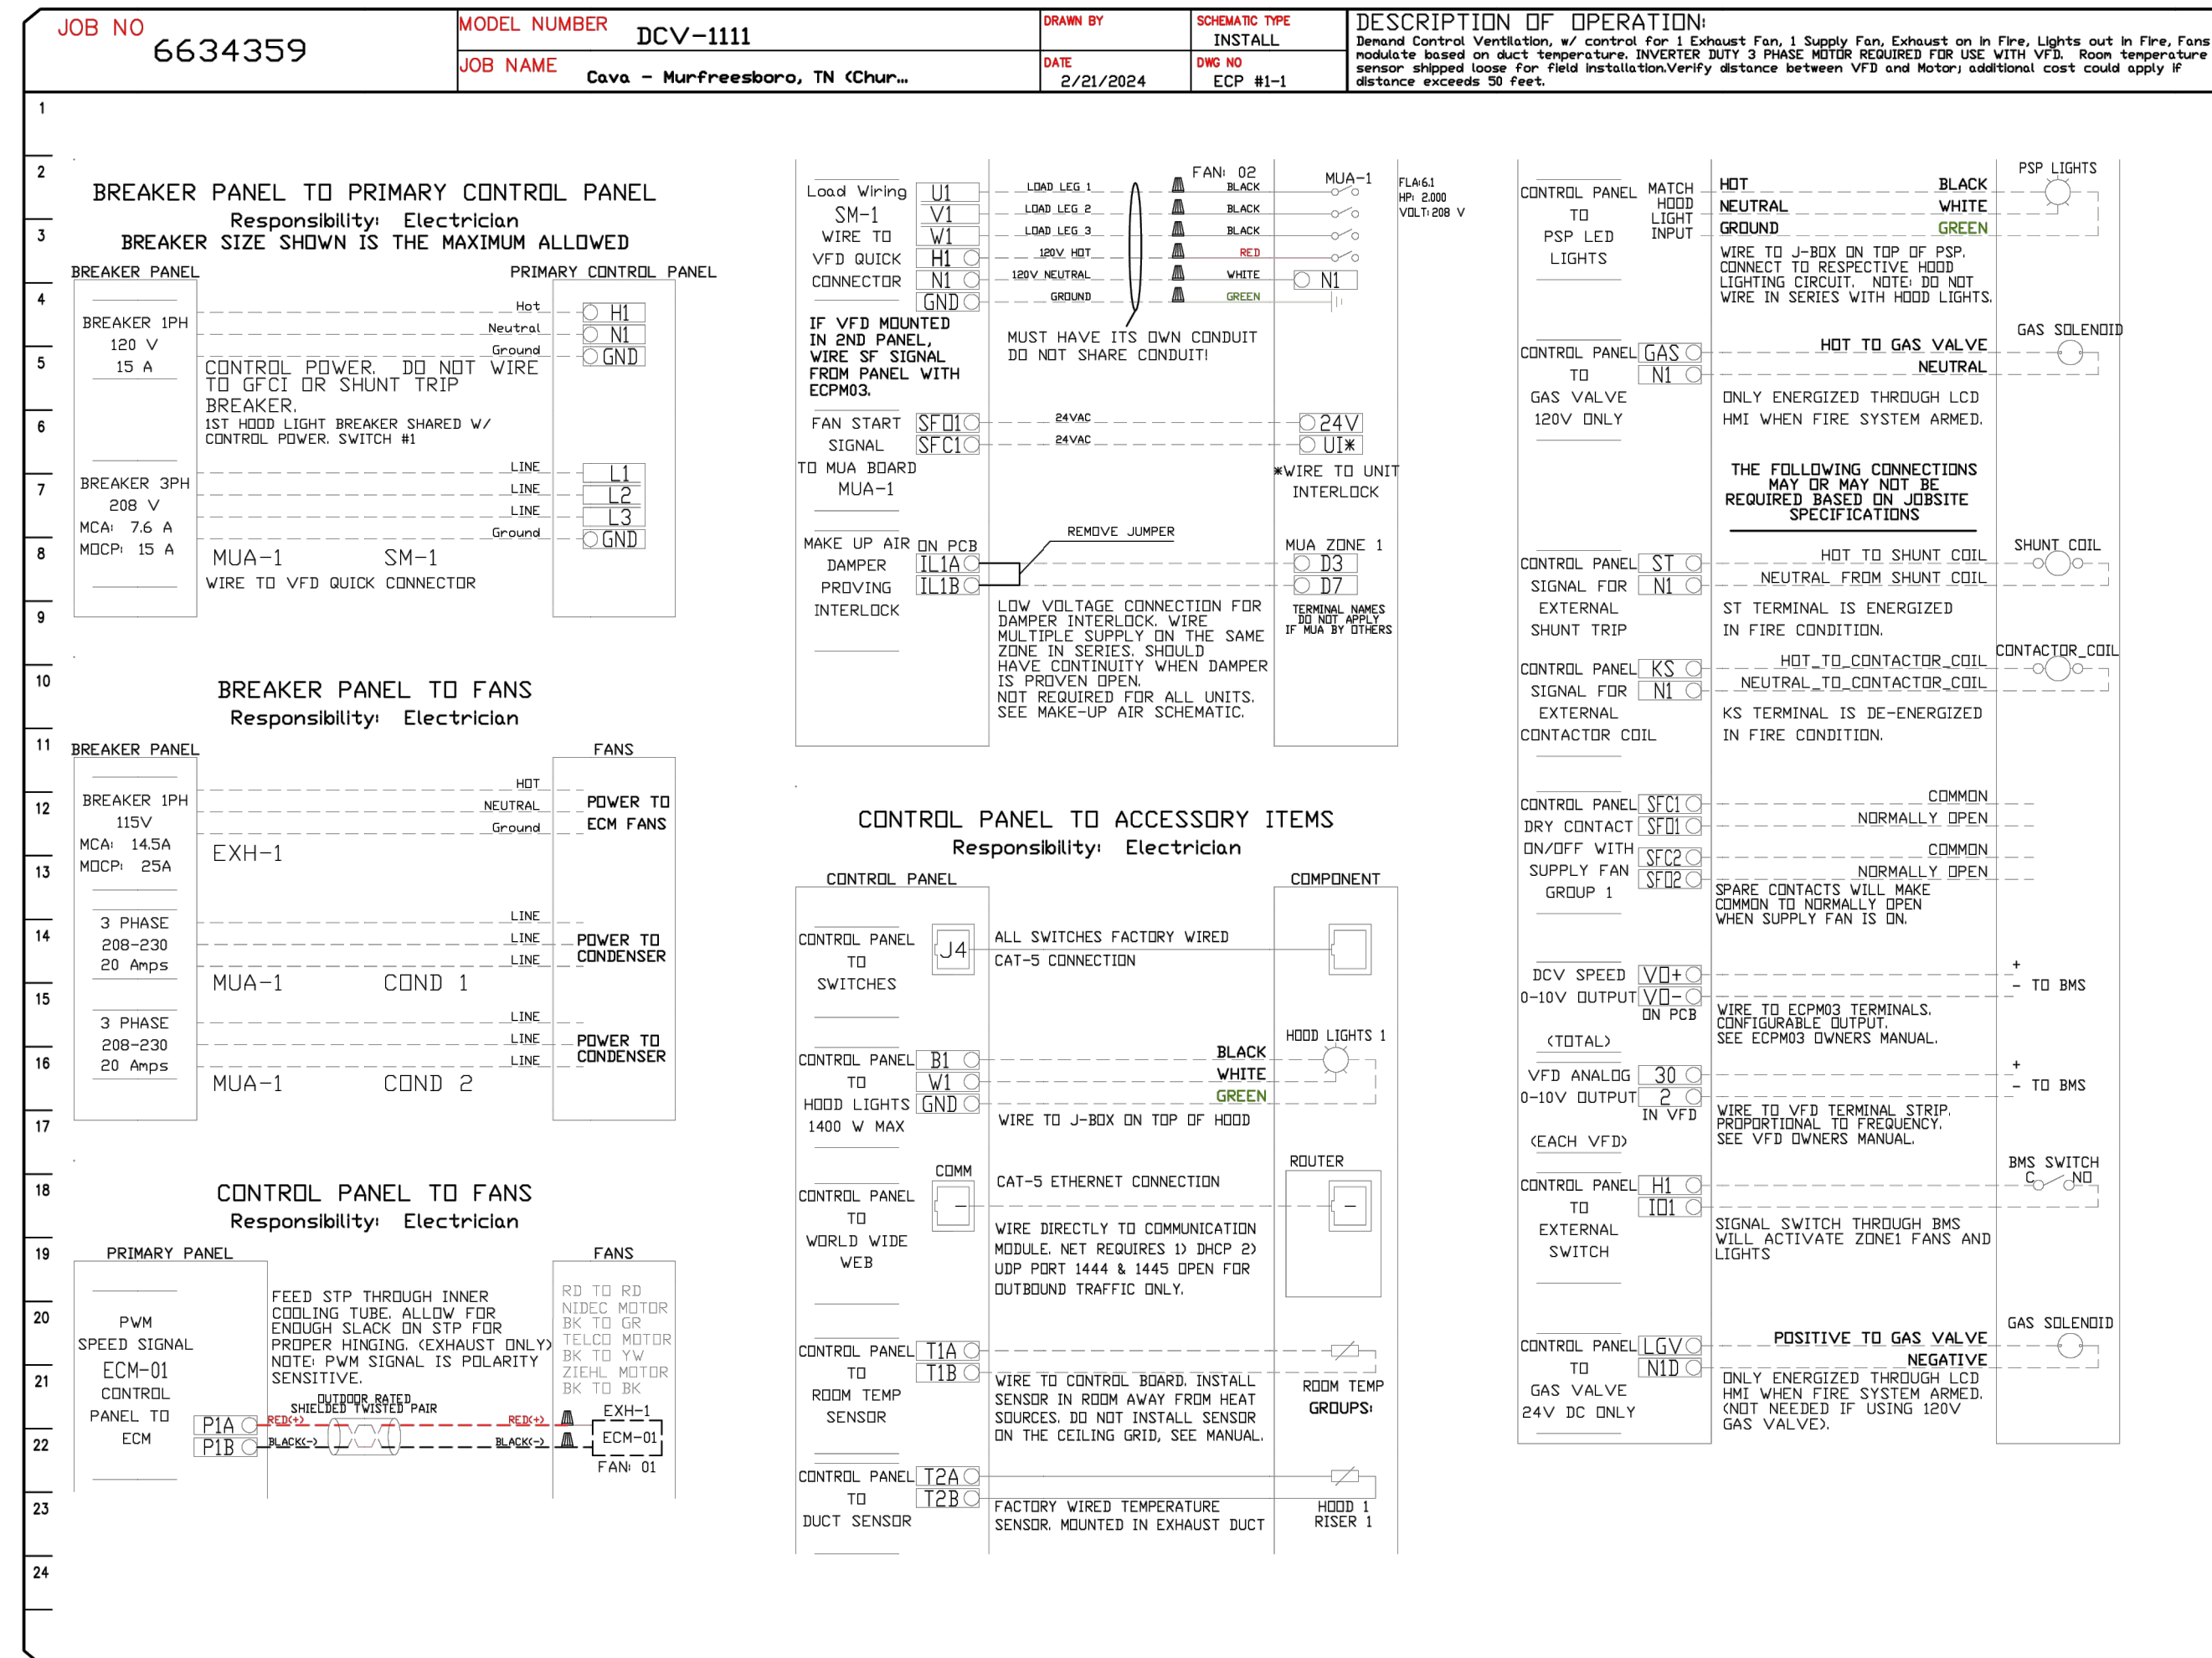 JOB NO
6634359
MODEL NUMBER
DCV-1111
JOB NAME
Cava - Murfreesboro, TN (Chur...
DRAWN BY
DATE
2/21/2024
SCHEMATIC TYPE
INSTALL
DWG NO
ECP #1-1
DESCRIPTION OF OPERATION:
Demand Control Ventilation, w/ control for 1 Exhaust Fan, 1 Supply Fan, Exhaust on in Fire, Lights out in Fire, Fans
modulate based on duct temperature. INVERTER DUTY 3 PHASE MOTOR REQUIRED FOR USE WITH VFD. Room temperature
sensor shipped loose for field installation.Verify distance between VFD and Motor; additional cost could apply if
distance exceeds 50 feet.
1
2
3
4
5
6
7
8
9
10
11
12
13
14
15
16
17
18
19
20
21
22
23
24
BREAKER PANEL TO PRIMARY CONTROL PANEL
Responsibility: Electrician
BREAKER SIZE SHOWN IS THE MAXIMUM ALLOWED
BREAKER PANEL
PRIMARY CONTROL PANEL
BREAKER 1PH
120 V
15 A
Hot
H1
Neutral
N1
Ground
GND
CONTROL POWER. DO NOT WIRE
TO GFCI OR SHUNT TRIP
BREAKER.
1ST HOOD LIGHT BREAKER SHARED W/
CONTROL POWER. SWITCH #1
BREAKER 3PH
208 V
MCA: 7.6 A
MOCP: 15 A
LINE
L1
LINE
L2
LINE
L3
Ground
GND
MUA-1 SM-1
WIRE TO VFD QUICK CONNECTOR
BREAKER PANEL TO FANS
Responsibility: Electrician
BREAKER PANEL
FANS
BREAKER 1PH
115V
MCA: 14.5A
MOCP: 25A
HOT
NEUTRAL
Ground
POWER TO
ECM FANS
EXH-1
3 PHASE
208-230
20 Amps
LINE
LINE
LINE
POWER TO
CONDENSER
MUA-1 COND 1
3 PHASE
208-230
20 Amps
LINE
LINE
LINE
POWER TO
CONDENSER
MUA-1 COND 2
CONTROL PANEL TO FANS
Responsibility: Electrician
PRIMARY PANEL
FANS
PWM
SPEED SIGNAL
ECM-01
CONTROL
PANEL TO
ECM
FEED STP THROUGH INNER
COOLING TUBE. ALLOW FOR
ENOUGH SLACK ON STP FOR
PROPER HINGING. (EXHAUST ONLY)
NOTE: PWM SIGNAL IS POLARITY
SENSITIVE.
OUTDOOR RATED
SHIELDED TWISTED PAIR
RD TO RD
NIDEC MOTOR
BK TO GR
TELCO MOTOR
BK TO YW
ZIEHL MOTOR
BK TO BK
P1A
RED(+)
RED(+)
P1B
BLACK(-)
BLACK(-)
EXH-1
ECM-01
FAN: 01
Load Wiring
SM-1
WIRE TO
VFD QUICK
CONNECTOR
U1
V1
W1
H1
N1
GND
LOAD LEG 1
LOAD LEG 2
LOAD LEG 3
120V HOT
120V NEUTRAL
GROUND
FAN: 02
BLACK
BLACK
BLACK
RED
WHITE
GREEN
MUA-1
N1
FLA:6.1
HP: 2.000
VOLT: 208 V
IF VFD MOUNTED
IN 2ND PANEL,
WIRE SF SIGNAL
FROM PANEL WITH
ECPM03.
MUST HAVE ITS OWN CONDUIT
DO NOT SHARE CONDUIT!
FAN START
SIGNAL
TO MUA BOARD
MUA-1
SFO1
SFC1
24VAC
24VAC
24V
UI*
*WIRE TO UNIT
INTERLOCK
MAKE UP AIR
DAMPER
PROVING
INTERLOCK
ON PCB
IL1A
IL1B
REMOVE JUMPER
MUA ZONE 1
D3
D7
TERMINAL NAMES
DO NOT APPLY
IF MUA BY OTHERS
LOW VOLTAGE CONNECTION FOR
DAMPER INTERLOCK. WIRE
MULTIPLE SUPPLY ON THE SAME
ZONE IN SERIES. SHOULD
HAVE CONTINUITY WHEN DAMPER
IS PROVEN OPEN.
NOT REQUIRED FOR ALL UNITS.
SEE MAKE-UP AIR SCHEMATIC.
CONTROL PANEL TO ACCESSORY ITEMS
Responsibility: Electrician
CONTROL PANEL
COMPONENT
CONTROL PANEL
TO
SWITCHES
J4
ALL SWITCHES FACTORY WIRED
CAT-5 CONNECTION
CONTROL PANEL
TO
HOOD LIGHTS
1400 W MAX
B1
W1
GND
BLACK
WHITE
GREEN
HOOD LIGHTS 1
WIRE TO J-BOX ON TOP OF HOOD
CONTROL PANEL
TO
WORLD WIDE
WEB
COMM
CAT-5 ETHERNET CONNECTION
ROUTER
WIRE DIRECTLY TO COMMUNICATION
MODULE. NET REQUIRES 1) DHCP 2)
UDP PORT 1444 & 1445 OPEN FOR
OUTBOUND TRAFFIC ONLY.
CONTROL PANEL
TO
ROOM TEMP
SENSOR
T1A
T1B
WIRE TO CONTROL BOARD. INSTALL
SENSOR IN ROOM AWAY FROM HEAT
SOURCES. DO NOT INSTALL SENSOR
ON THE CEILING GRID, SEE MANUAL.
ROOM TEMP
GROUPS:
CONTROL PANEL
TO
DUCT SENSOR
T2A
T2B
FACTORY WIRED TEMPERATURE
SENSOR. MOUNTED IN EXHAUST DUCT
HOOD 1
RISER 1
CONTROL PANEL
TO
PSP LED
LIGHTS
MATCH
HOOD
LIGHT
INPUT
HOT
NEUTRAL
GROUND
BLACK
WHITE
GREEN
PSP LIGHTS
WIRE TO J-BOX ON TOP OF PSP.
CONNECT TO RESPECTIVE HOOD
LIGHTING CIRCUIT. NOTE: DO NOT
WIRE IN SERIES WITH HOOD LIGHTS.
CONTROL PANEL
TO
GAS VALVE
120V ONLY
GAS
N1
HOT TO GAS VALVE
NEUTRAL
GAS SOLENOID
ONLY ENERGIZED THROUGH LCD
HMI WHEN FIRE SYSTEM ARMED.
THE FOLLOWING CONNECTIONS
MAY OR MAY NOT BE
REQUIRED BASED ON JOBSITE
SPECIFICATIONS
CONTROL PANEL
SIGNAL FOR
EXTERNAL
SHUNT TRIP
ST
N1
HOT TO SHUNT COIL
NEUTRAL FROM SHUNT COIL
SHUNT COIL
ST TERMINAL IS ENERGIZED
IN FIRE CONDITION.
CONTROL PANEL
SIGNAL FOR
EXTERNAL
CONTACTOR COIL
KS
N1
HOT_TO_CONTACTOR_COIL
NEUTRAL_TO_CONTACTOR_COIL
CONTACTOR_COIL
KS TERMINAL IS DE-ENERGIZED
IN FIRE CONDITION.
CONTROL PANEL
DRY CONTACT
ON/OFF WITH
SUPPLY FAN
GROUP 1
SFC1
SFO1
SFC2
SFO2
COMMON
NORMALLY OPEN
COMMON
NORMALLY OPEN
SPARE CONTACTS WILL MAKE
COMMON TO NORMALLY OPEN
WHEN SUPPLY FAN IS ON.
DCV SPEED
0-10V OUTPUT
(TOTAL)
VO+
VO-
ON PCB
+
- TO BMS
WIRE TO ECPM03 TERMINALS.
CONFIGURABLE OUTPUT.
SEE ECPM03 OWNERS MANUAL.
VFD ANALOG
0-10V OUTPUT
(EACH VFD)
30
2
IN VFD
+
- TO BMS
WIRE TO VFD TERMINAL STRIP.
PROPORTIONAL TO FREQUENCY.
SEE VFD OWNERS MANUAL.
CONTROL PANEL
TO
EXTERNAL
SWITCH
H1
IO1
BMS SWITCH
C NO
SIGNAL SWITCH THROUGH BMS
WILL ACTIVATE ZONE1 FANS AND
LIGHTS
CONTROL PANEL
TO
GAS VALVE
24V DC ONLY
LGV
N1D
POSITIVE TO GAS VALVE
NEGATIVE
GAS SOLENOID
ONLY ENERGIZED THROUGH LCD
HMI WHEN FIRE SYSTEM ARMED.
(NOT NEEDED IF USING 120V
GAS VALVE).